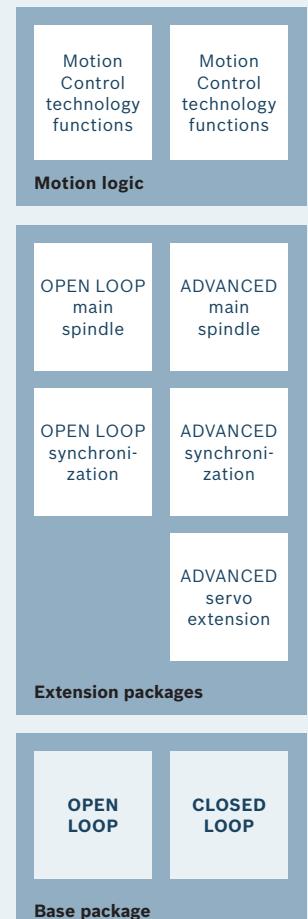 Motion
Control
technology
functions
Motion
Control
technology
functions
Motion logic
OPEN LOOP
main
spindle
ADVANCED
main
spindle
OPEN LOOP
synchroni-
zation
ADVANCED
synchroni-
zation
ADVANCED
servo
extension
Extension packages
OPEN
LOOP
CLOSED
LOOP
Base package